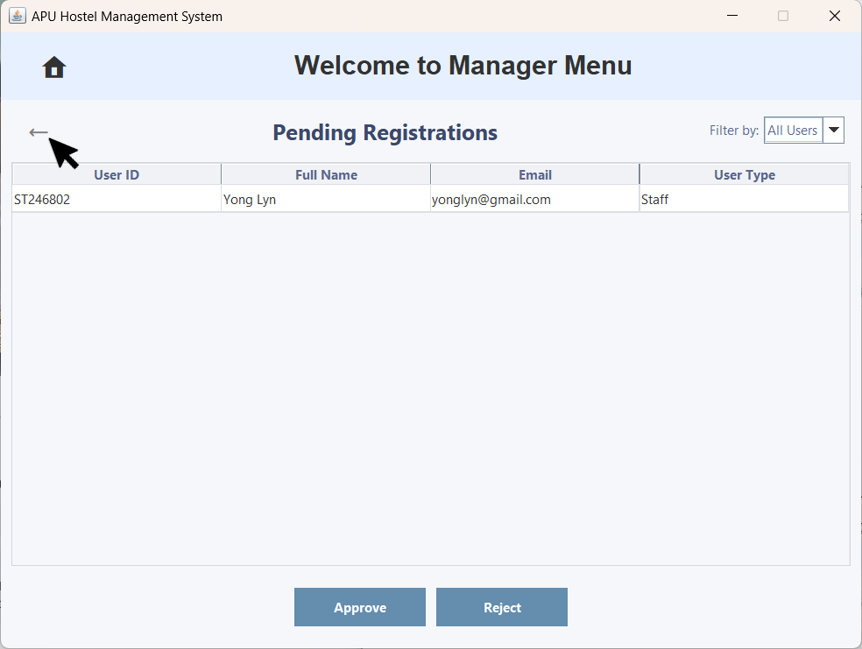 APU Hostel Management System
Welcome to Manager Menu
Pending Registrations
Filter by: All Users
User ID Full Name Email User Type
ST246802 Yong Lyn yonglyn@gmail.com Staff
Approve Reject